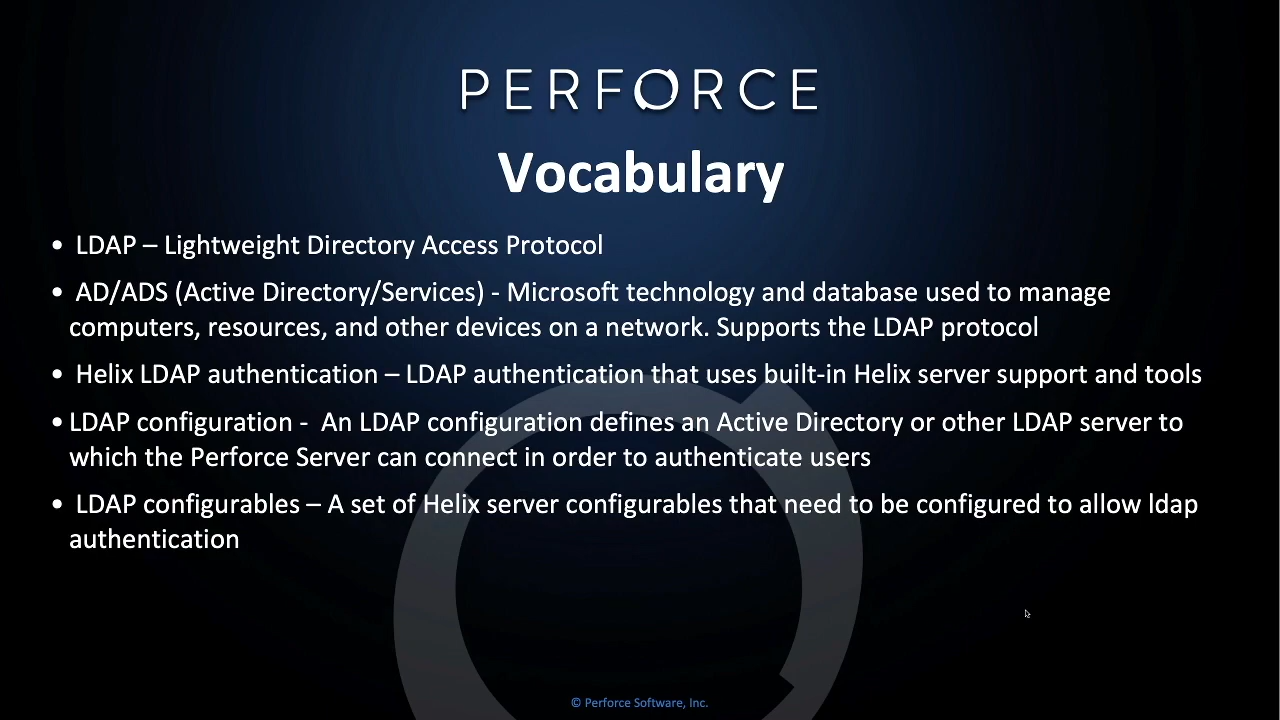 PERFORCE
Vocabulary
• LDAP – Lightweight Directory Access Protocol
• AD/ADS (Active Directory/Services) - Microsoft technology and database used to manage
computers, resources, and other devices on a network. Supports the LDAP protocol
• Helix LDAP authentication – LDAP authentication that uses built-in Helix server support and tools
• LDAP configuration - An LDAP configuration defines an Active Directory or other LDAP server to
which the Perforce Server can connect in order to authenticate users
• LDAP configurables – A set of Helix server configurables that need to be configured to allow ldap
authentication
© Perforce Software, Inc.